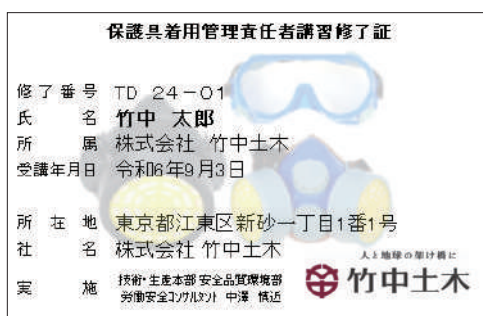 保護具着用管理責任者講習修了証
修了番号 TD 24-01
氏名 竹中 太郎
所属 株式会社 竹中土木
受講年月日 令和6年9月3日
所在地 東京都江東区新砂一丁目1番1号
社名 株式会社 竹中土木
人と地球の架け橋に
竹中土木
実施 技術・生産本部 安全品質環境部
労働安全コンサルタント 中澤 慎近